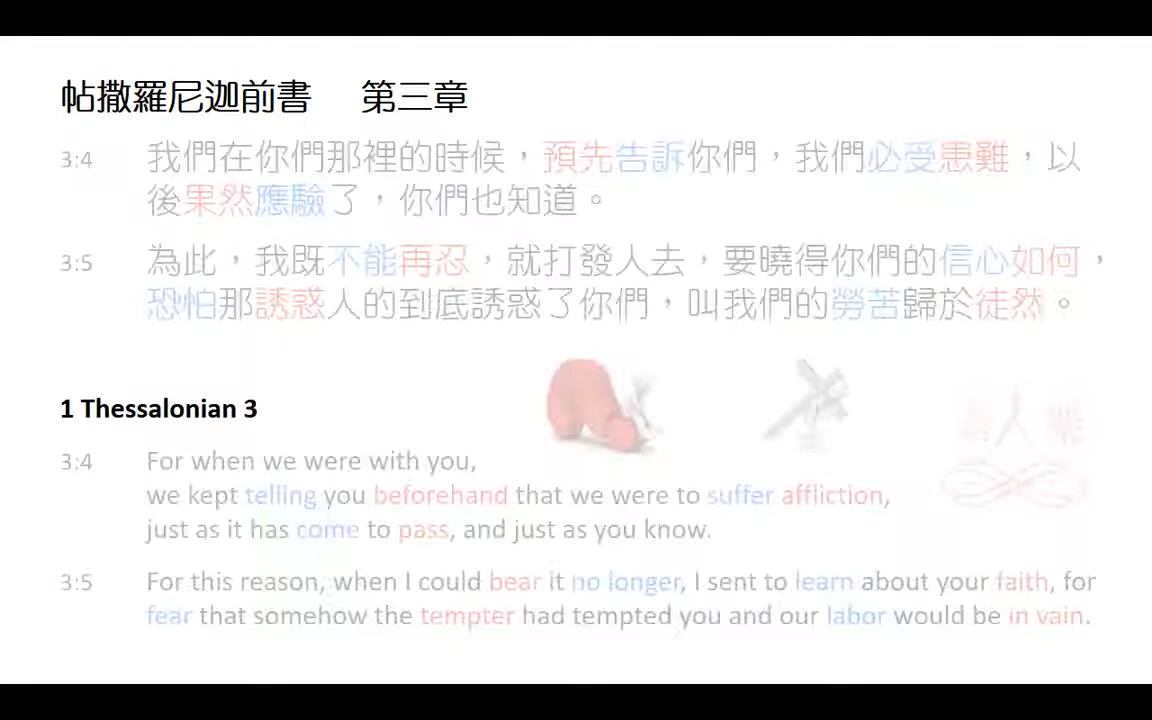 帖撒羅尼迦前書 第三章
3:4 我們在你們那裡的時候，預先告訴你們，我們必受患難，以
後果然應驗了，你們也知道。
3:5 為此，我既不能再忍，就打發人去，要曉得你們的信心如何，
恐怕那誘惑人的到底誘惑了你們，叫我們的勞苦歸於徒然。
1 Thessalonian 3
3:4 For when we were with you,
we kept telling you beforehand that we were to suffer affliction,
just as it has come to pass, and just as you know.
3:5 For this reason, when I could bear it no longer, I sent to learn about your faith, for
fear that somehow the tempter had tempted you and our labor would be in vain.